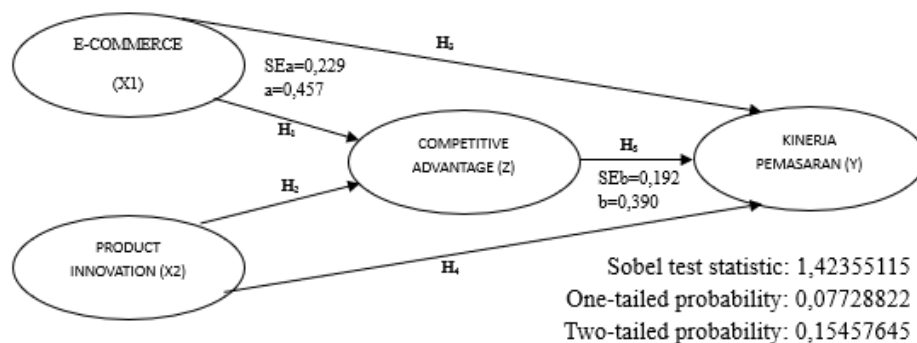 E-COMMERCE
(X1)
H₃
SEa=0,229
a=0,457
H₁
COMPETITIVE
ADVANTAGE (Z)
H₅
KINERJA
PEMASARAN (Y)
SEb=0,192
b=0,390
H₂
PRODUCT
INNOVATION (X2)
H₄
Sobel test statistic: 1,42355115
One-tailed probability: 0,07728822
Two-tailed probability: 0,15457645